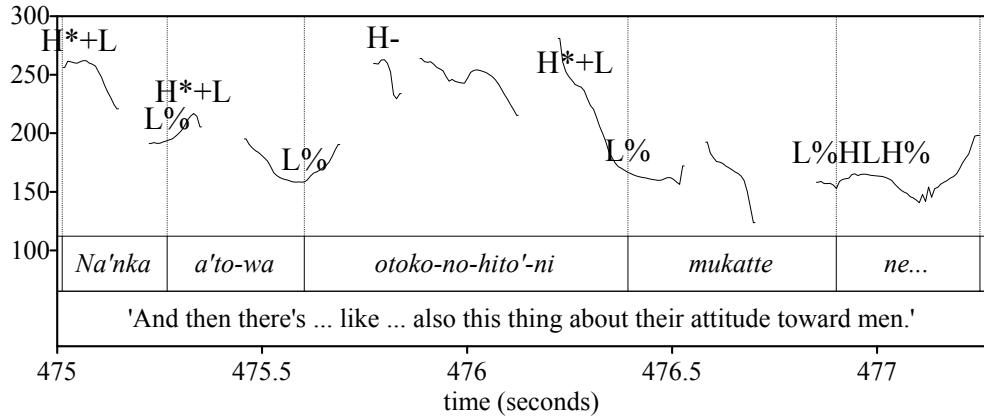 300
H*+L H-
250 H*+L H*+L
200 L% L% L% L%HLH%
150
100
Na'nka a'to-wa otoko-no-hito'-ni mukatte ne...
'And then there's ... like ... also this thing about their attitude toward men.'
475 475.5 476 476.5 477
time (seconds)